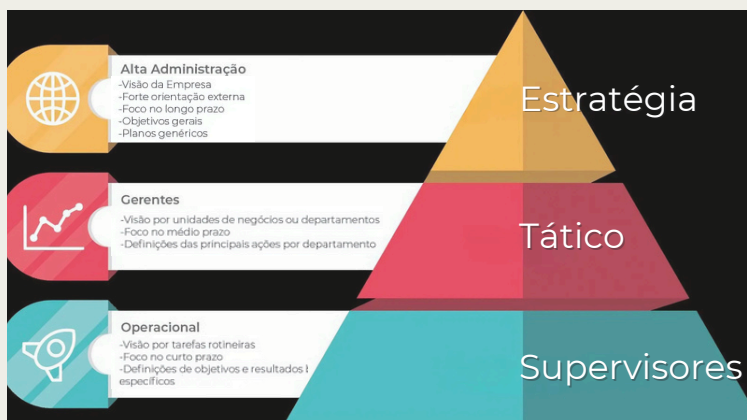 Alta Administração
-Visão da Empresa
-Forte orientação externa
-Foco no longo prazo
-Objetivos gerais
-Planos genéricos
Estratégia
Gerentes
-Visão por unidades de negócios ou departamentos
-Foco no médio prazo
-Definições das principais ações por departamento
Tático
Operacional
-Visão por tarefas rotineiras
-Foco no curto prazo
-Definições de objetivos e resultados
específicos
Supervisores